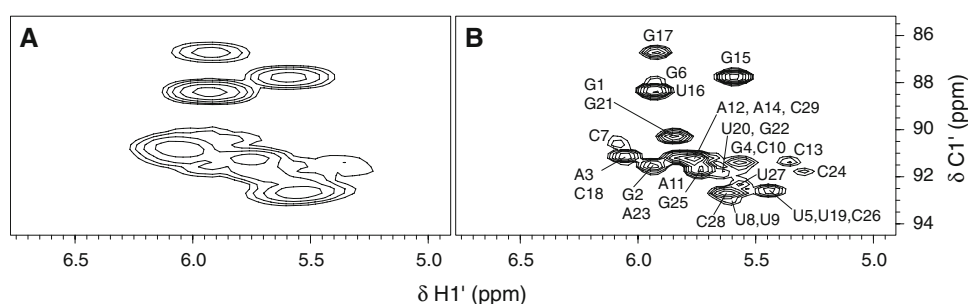 A
B
G17
G15
G6
U16
G1
G21
A12, A14, C29
U20, G22
G4,C10
C13
C7
C24
U27
A3
C18
G2
A23
A11
G25
C28
U8,U9
U5,U19,C26
86
88
90
92
94
δ C1' (ppm)
6.5 6.0 5.5 5.0
6.5 6.0 5.5 5.0
δ H1' (ppm)